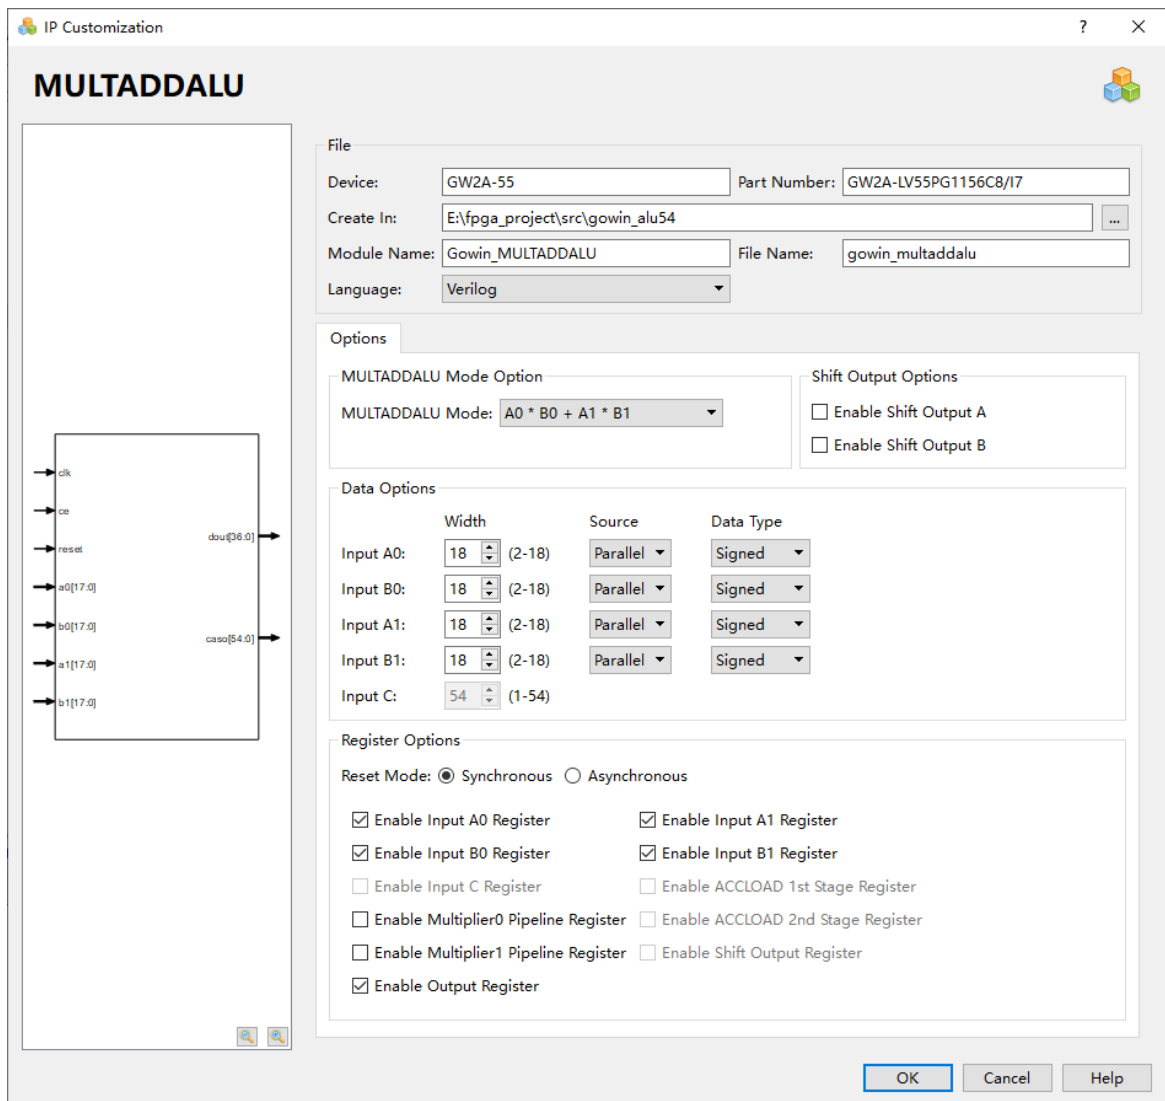 IP Customization ?
MULTADDALU
File
Device: GW2A-55 Part Number: GW2A-LV55PG1156C8/I7
Create In: E:\fpga_project\src\gowin_alu54 ...
Module Name: Gowin_MULTADDALU File Name: gowin_multaddalu
Language: Verilog
Options
MULTADDALU Mode Option
MULTADDALU Mode: A0 * B0 + A1 * B1
Shift Output Options
Enable Shift Output A
Enable Shift Output B
clk
ce
reset
a0[17:0]
b0[17:0]
a1[17:0]
b1[17:0]
dout[36:0]
caso[54:0]
Data Options
Width Source Data Type
Input A0: 18 (2-18) Parallel Signed
Input B0: 18 (2-18) Parallel Signed
Input A1: 18 (2-18) Parallel Signed
Input B1: 18 (2-18) Parallel Signed
Input C: 54 (1-54)
Register Options
Reset Mode: Synchronous Asynchronous
Enable Input A0 Register Enable Input A1 Register
Enable Input B0 Register Enable Input B1 Register
Enable Input C Register Enable ACCLOAD 1st Stage Register
Enable Multiplier0 Pipeline Register Enable ACCLOAD 2nd Stage Register
Enable Multiplier1 Pipeline Register Enable Shift Output Register
Enable Output Register
OK Cancel Help